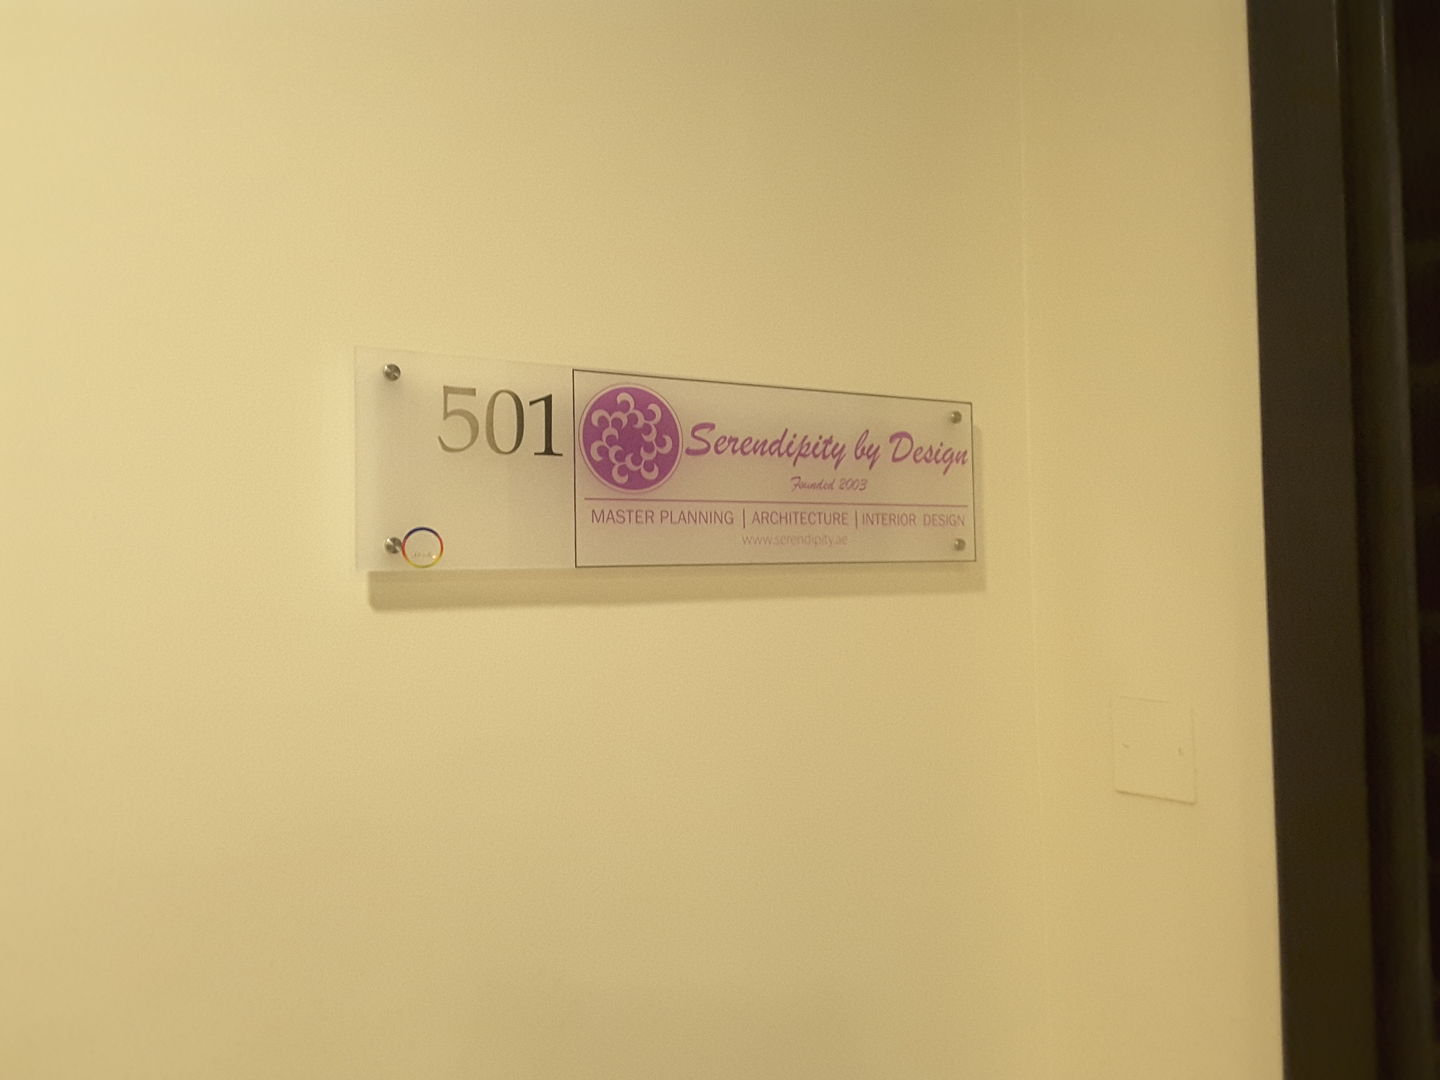 501
Serendipity by Design
Founded 2003
MASTER PLANNING | ARCHITECTURE | INTERIOR DESIGN
www.serendipity.ae